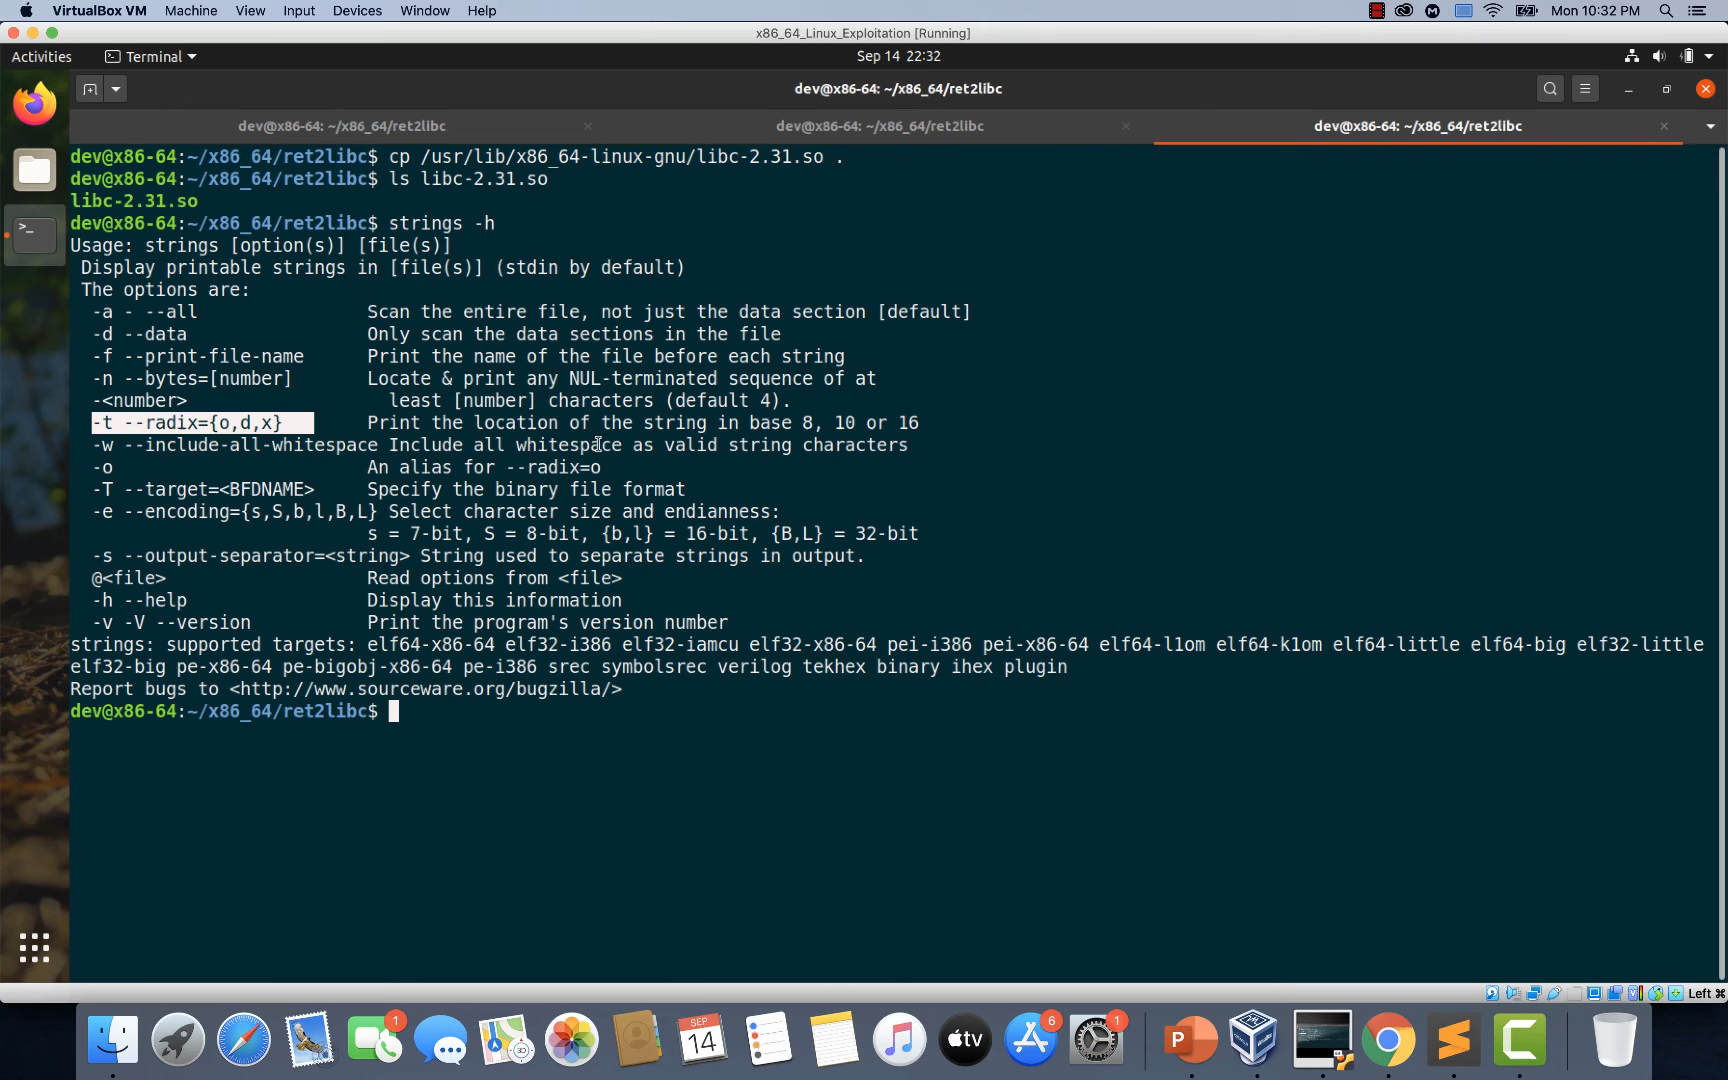 VirtualBox VM Machine View Input Devices Window Help Mon 10:32 PM
x86_64_Linux_Exploitation [Running]
Activities Terminal Sep 14 22:32
dev@x86-64: ~/x86_64/ret2libc
dev@x86-64: ~/x86_64/ret2libc dev@x86-64: ~/x86_64/ret2libc dev@x86-64: ~/x86_64/ret2libc
dev@x86-64:~/x86_64/ret2libc$ cp /usr/lib/x86_64-linux-gnu/libc-2.31.so .
dev@x86-64:~/x86_64/ret2libc$ ls libc-2.31.so
libc-2.31.so
dev@x86-64:~/x86_64/ret2libc$ strings -h
Usage: strings [option(s)] [file(s)]
Display printable strings in [file(s)] (stdin by default)
The options are:
-a - --all Scan the entire file, not just the data section [default]
-d --data Only scan the data sections in the file
-f --print-file-name Print the name of the file before each string
-n --bytes=[number] Locate & print any NUL-terminated sequence of at
-<number> least [number] characters (default 4).
-t --radix={o,d,x} Print the location of the string in base 8, 10 or 16
-w --include-all-whitespace Include all whitespace as valid string characters
-o An alias for --radix=o
-T --target=<BFDNAME> Specify the binary file format
-e --encoding={s,S,b,l,B,L} Select character size and endianness:
s = 7-bit, S = 8-bit, {b,l} = 16-bit, {B,L} = 32-bit
-s --output-separator=<string> String used to separate strings in output.
@<file> Read options from <file>
-h --help Display this information
-v -V --version Print the program's version number
strings: supported targets: elf64-x86-64 elf32-i386 elf32-iamcu elf32-x86-64 pei-i386 pei-x86-64 elf64-l1om elf64-k1om elf64-little elf64-big elf32-little
elf32-big pe-x86-64 pe-bigobj-x86-64 pe-i386 srec symbolsrec verilog tekhex binary ihex plugin
Report bugs to <http://www.sourceware.org/bugzilla/>
dev@x86-64:~/x86_64/ret2libc$
Left ⌘
1 SEP 14 tv 6 1 P C